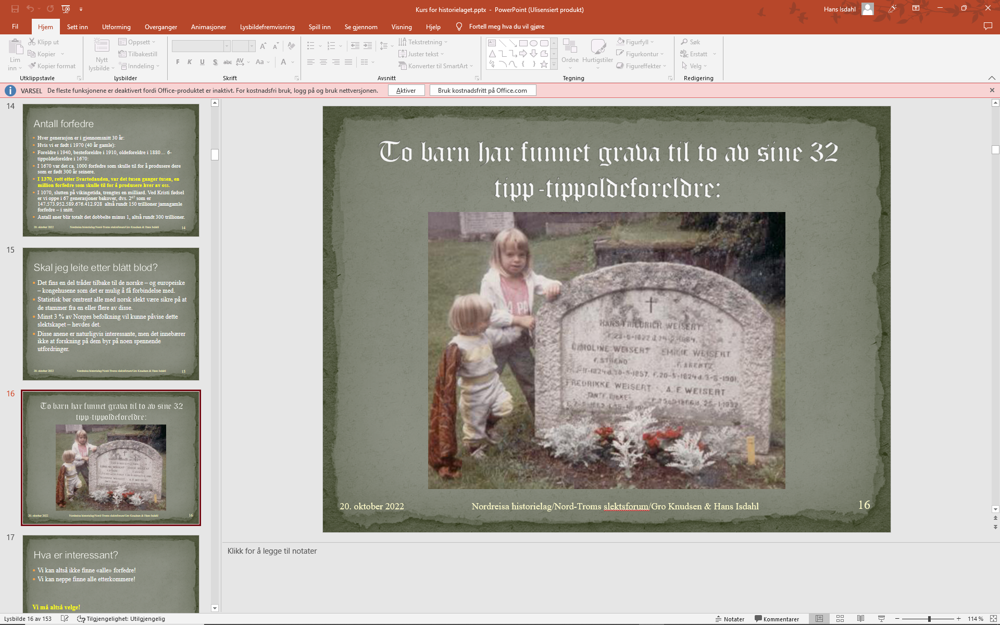 Kurs for historielaget.pptx - PowerPoint (Ulisensiert produkt)
Hans Isdahl
Fil
Hjem
Sett inn
Utforming
Overganger
Animasjoner
Lysbildefremvisning
Spill inn
Se gjennom
Visning
Hjelp
Fortell meg hva du vil gjøre
Lim inn
Klipp ut
Kopier
Kopier format
Utklippstavle
Nytt lysbilde
Oppsett
Tilbakestill
Inndeling
Lysbilder
F K U S abc AV Aa A
Skrift
Tekstretning
Juster tekst
Konverter til SmartArt
Avsnitt
Ordne
Hurtigstiler
Figurfyll
Figurkontur
Figureffekter
Tegning
Søk
Erstatt
Velg
Redigering
VARSEL De fleste funksjonene er deaktivert fordi Office-produktet er inaktivt. For kostnadsfri bruk, logg på og bruk nettversjonen.
Aktiver
Bruk kostnadsfritt på Office.com
14
Antall forfedre
Hver generasjon er i gjennomsnitt 30 år:
Hvis vi er født i 1970 (40 år gamle):
Foreldre i 1940, besteforeldre i 1910, oldeforeldre i 1880… 6-
tippoldeforeldre i 1670:
I 1670 var det ca. 1000 forfedre som skulle til for å produsere dere
som er født 300 år seinere.
I 1370, rett etter Svartedauden, var det tusen ganger tusen, en
million forfedre som skulle til for å produsere hver av oss.
I 1070, slutten på vikingetida, trengtes en milliard. Ved Kristi fødsel
er vi oppe i 67 generasjoner bakover, dvs. 2⁶⁷ som er
147.573.952.589.676.412.928 altså rundt 150 trillioner jamngamle
forfedre – i snitt.
Antall aner blir totalt det dobbelte minus 1, altså rundt 300 trillioner.
20. oktober 2022
Nordreisa historielag/Nord-Troms slektsforum/Gro Knudsen & Hans Isdahl
14
15
Skal jeg leite etter blått blod?
Det fins en del tråder tilbake til de norske – og europeiske
– kongehusene som det er mulig å få forbindelse med.
Statistisk bør omtrent alle med norsk slekt være sikre på at
de stammer fra en eller flere av disse.
Minst 3 % av Norges befolkning vil kunne påvise dette
slektskapet – hevdes det.
Disse anene er naturligvis interessante, men det innebærer
ikke at forskning på dem byr på noen spennende
utfordringer.
20. oktober 2022
Nordreisa historielag/Nord-Troms slektsforum/Gro Knudsen & Hans Isdahl
15
16
To barn har funnet grava til to av sine 32
tipp-tippoldeforeldre:
20. oktober 2022
Nordreisa historielag/Nord-Troms slektsforum/Gro Knudsen & Hans Isdahl
16
17
Hva er interessant?
Vi kan altså ikke finne «alle» forfedre!
Vi kan neppe finne alle etterkommere!
Vi må altså velge!
To barn har funnet grava til to av sine 32
tipp-tippoldeforeldre:
HANS FRIEDRICH WEISERT
CAROLINE WEISERT EMILIE WEISERT
F. STRØND F. ARENTZ
F. 20-5-1824 d. 3-5-1901.
FREDRIKKE WEISERT A. F. WEISERT
20. oktober 2022
Nordreisa historielag/Nord-Troms slektsforum/Gro Knudsen & Hans Isdahl
16
Klikk for å legge til notater
Lysbilde 16 av 153
Tilgjengelighet: Utilgjengelig
Notater
Kommentarer
114 %